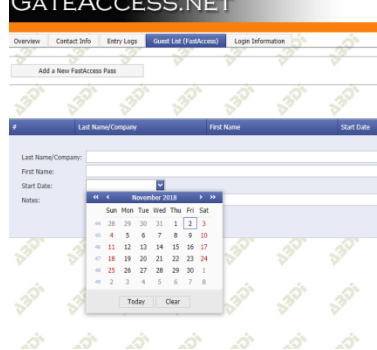 GATEACCESS.NET
Overview Contact Info Entry Logs Guest List (FastAccess) Login Information
Add a New FastAccess Pass
# Last Name/Company First Name Start Date
Last Name/Company:
First Name:
Start Date:
Notes:
« ‹ November 2018 › »
Sun Mon Tue Wed Thu Fri Sat
44 28 29 30 31 1 2 3
45 4 5 6 7 8 9 10
46 11 12 13 14 15 16 17
47 18 19 20 21 22 23 24
48 25 26 27 28 29 30 1
49 2 3 4 5 6 7 8
Today Clear